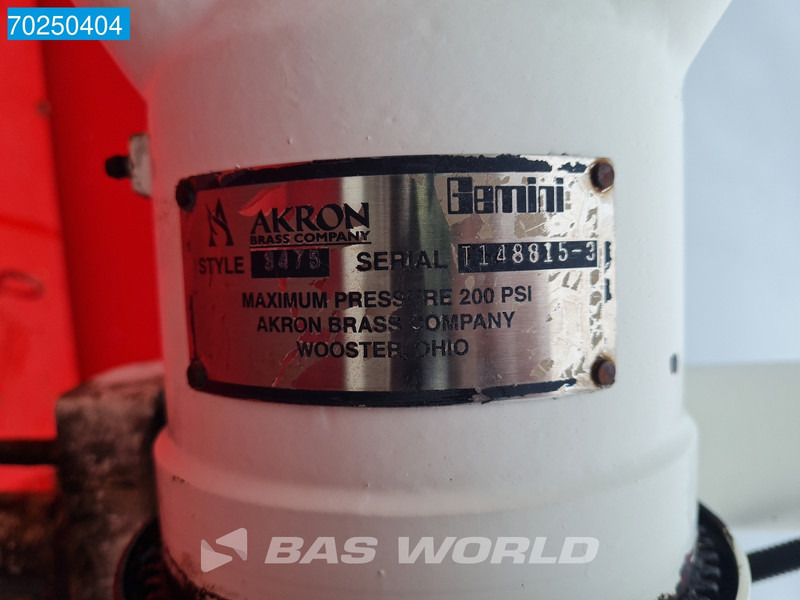 70250404
AKRON Gemini
BRASS COMPANY
STYLE 3475 SERIAL T148815-3
MAXIMUM PRESSURE 200 PSI
AKRON BRASS COMPANY
WOOSTER, OHIO
BAS WORLD